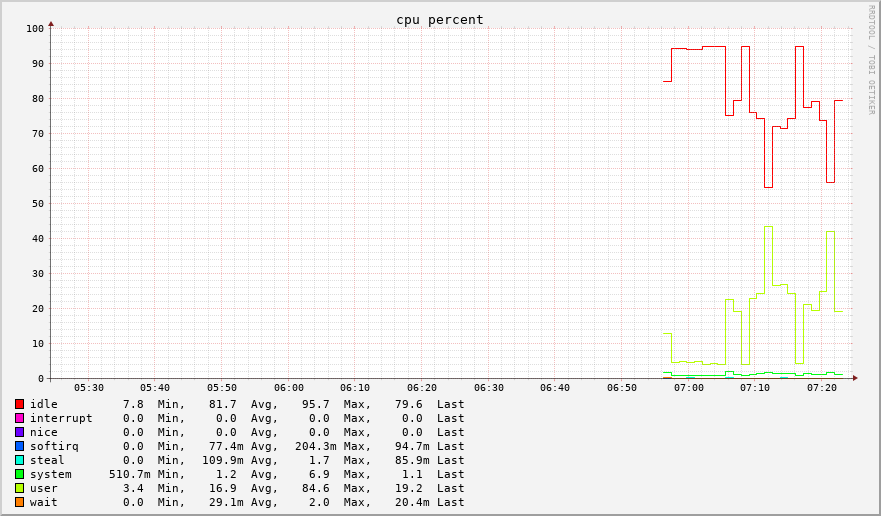 cpu percent
RRDTOOL / TOBI OETIKER
100
90
80
70
60
50
40
30
20
10
0
05:30 05:40 05:50 06:00 06:10 06:20 06:30 06:40 06:50 07:00 07:10 07:20
idle 7.8 Min, 81.7 Avg, 95.7 Max, 79.6 Last
interrupt 0.0 Min, 0.0 Avg, 0.0 Max, 0.0 Last
nice 0.0 Min, 0.0 Avg, 0.0 Max, 0.0 Last
softirq 0.0 Min, 77.4m Avg, 204.3m Max, 94.7m Last
steal 0.0 Min, 109.9m Avg, 1.7 Max, 85.9m Last
system 510.7m Min, 1.2 Avg, 6.9 Max, 1.1 Last
user 3.4 Min, 16.9 Avg, 84.6 Max, 19.2 Last
wait 0.0 Min, 29.1m Avg, 2.0 Max, 20.4m Last